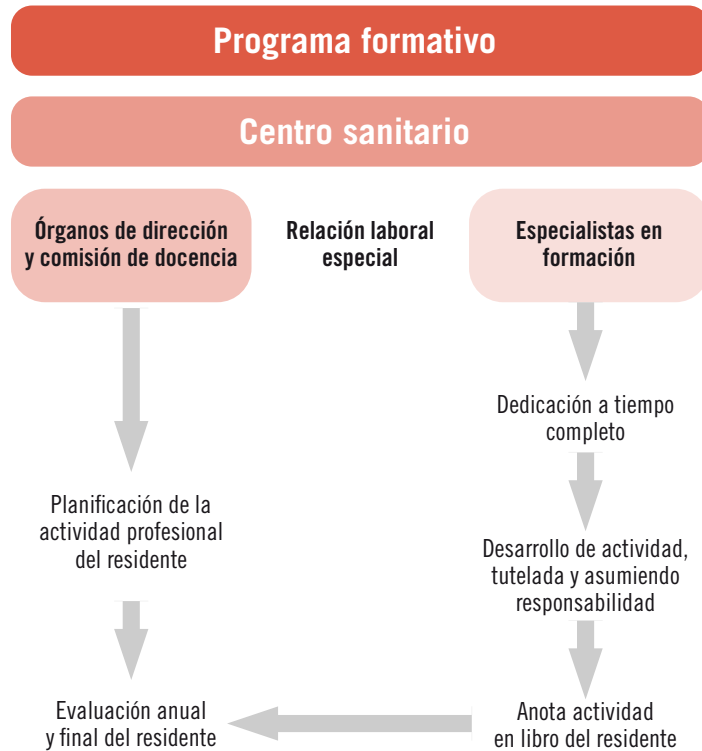 Programa formativo
Centro sanitario
Órganos de dirección
y comisión de docencia
Relación laboral
especial
Especialistas en
formación
Dedicación a tiempo
completo
Planificación de la
actividad profesional
del residente
Desarrollo de actividad,
tutelada y asumiendo
responsabilidad
Evaluación anual
y final del residente
Anota actividad
en libro del residente